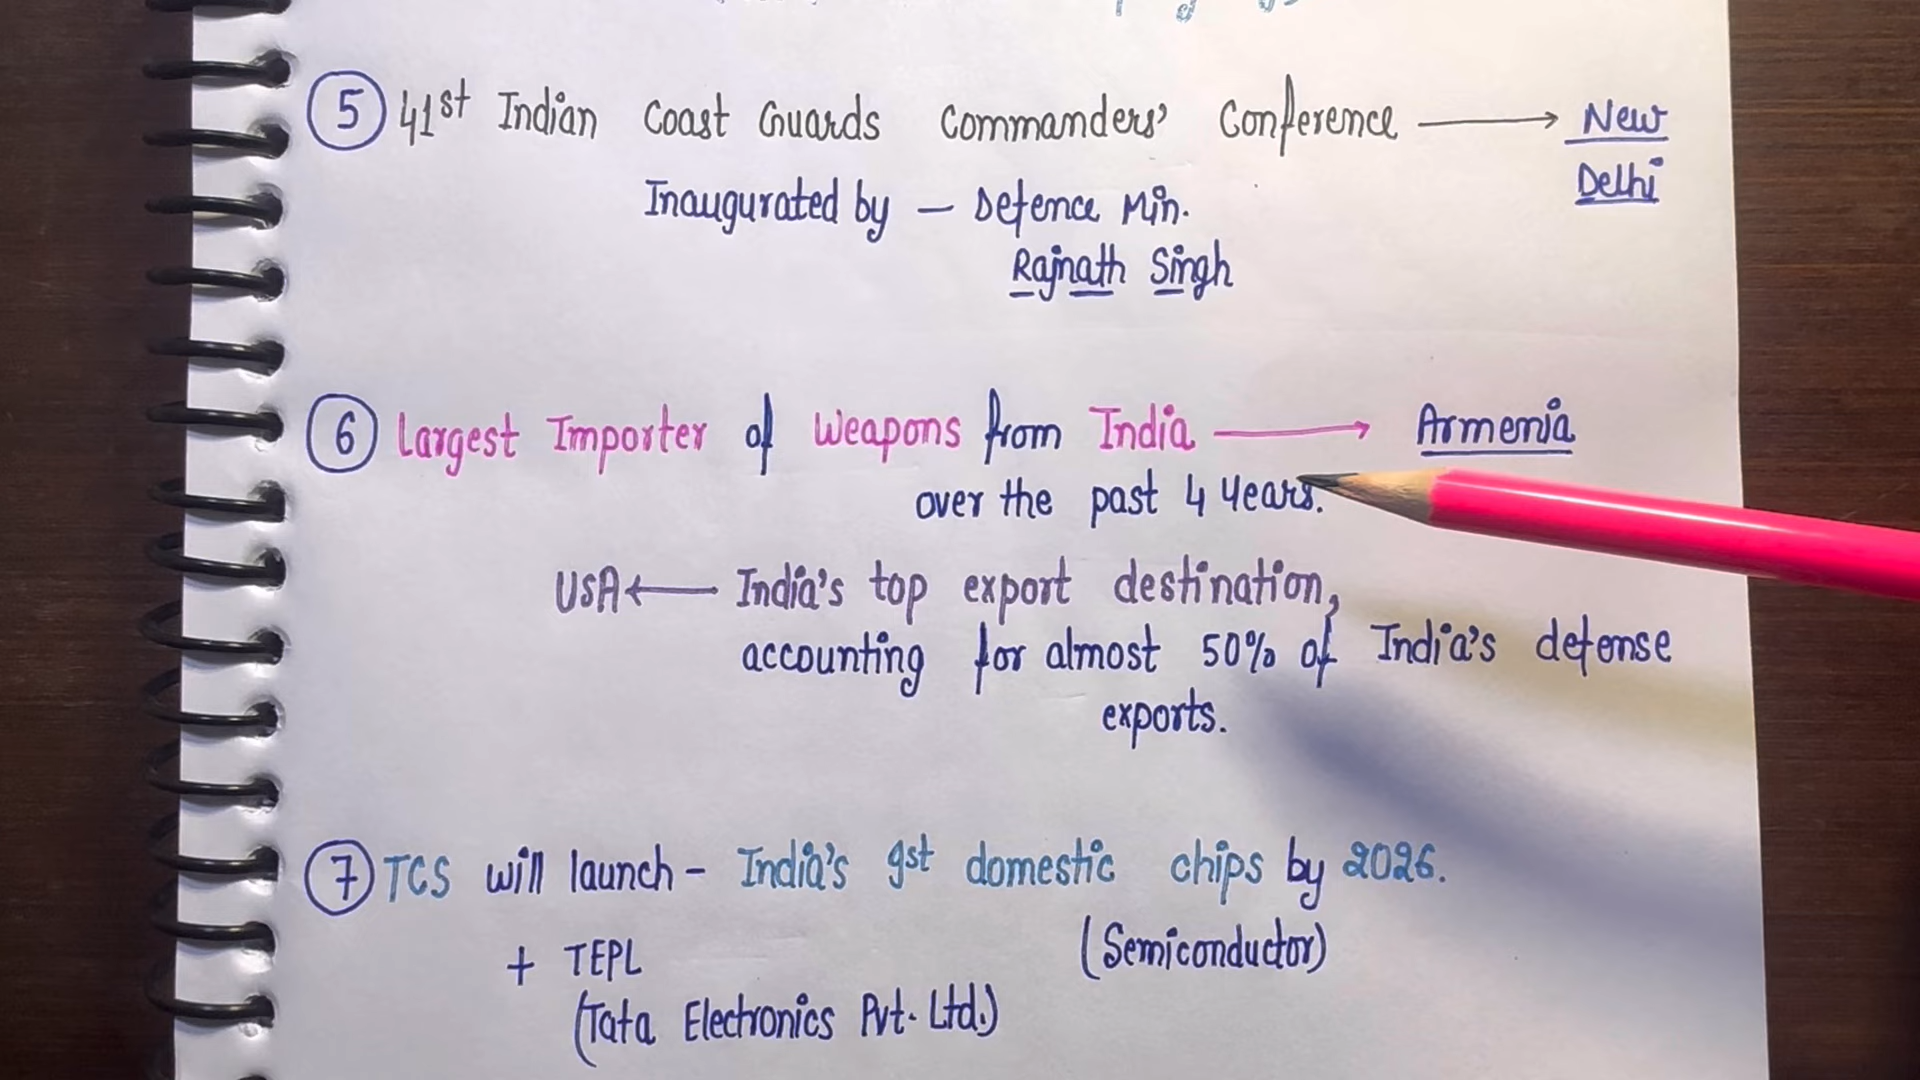 5 41st Indian Coast Guards Commanders' Conference → New
Delhi
Inaugurated by – Defence Min.
Rajnath Singh
6 Largest Importer of Weapons from India → Armenia
over the past 4 Years.
USA ← India's top export destination,
accounting for almost 50% of India's defense
exports.
7 TCS will launch – India's 1st domestic chips by 2026.
+ TEPL (Semiconductor)
(Tata Electronics Pvt. Ltd.)